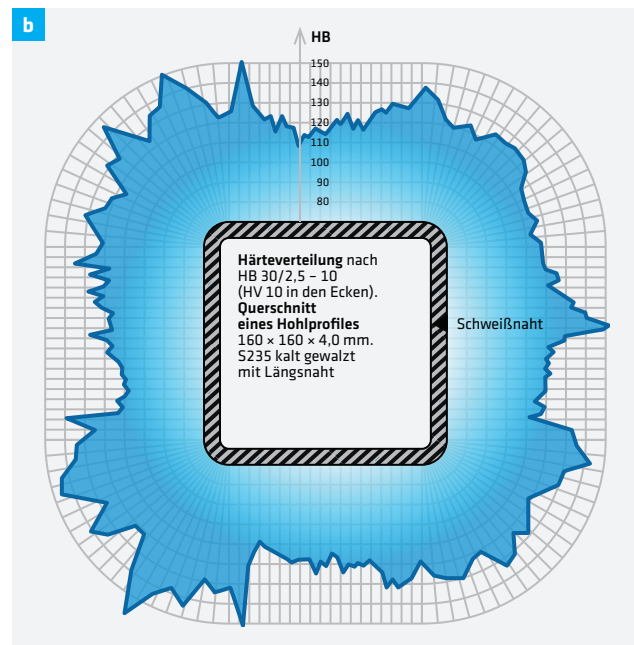 b
HB
150
140
130
120
110
100
90
80
Härteverteilung nach
HB 30/2,5 – 10
(HV 10 in den Ecken).
Querschnitt
eines Hohlprofiles
160 × 160 × 4,0 mm.
S235 kalt gewalzt
mit Längsnaht
Schweißnaht